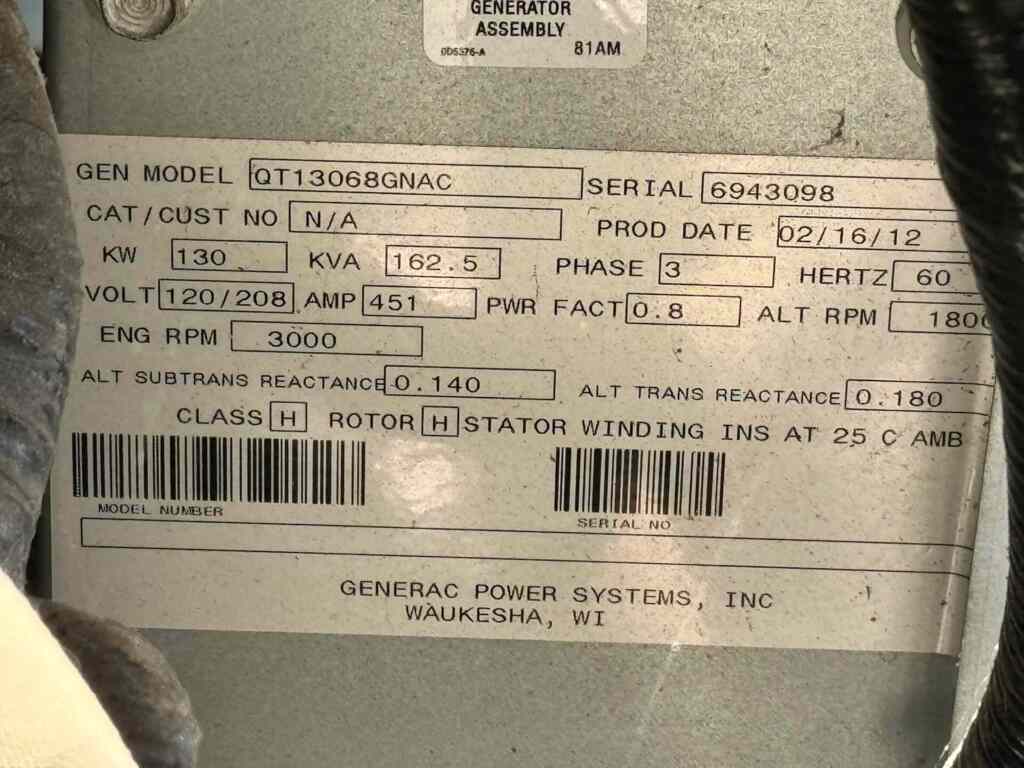 GENERATOR
ASSEMBLY
0D5376-A 81AM
GEN MODEL QT13068GNAC SERIAL 6943098
CAT/CUST NO N/A PROD DATE 02/16/12
KW 130 KVA 162.5 PHASE 3 HERTZ 60
VOLT 120/208 AMP 451 PWR FACT 0.8 ALT RPM 1800
ENG RPM 3000
ALT SUBTRANS REACTANCE 0.140 ALT TRANS REACTANCE 0.180
CLASS H ROTOR H STATOR WINDING INS AT 25 C AMB
MODEL NUMBER SERIAL NO
GENERAC POWER SYSTEMS, INC
WAUKESHA, WI